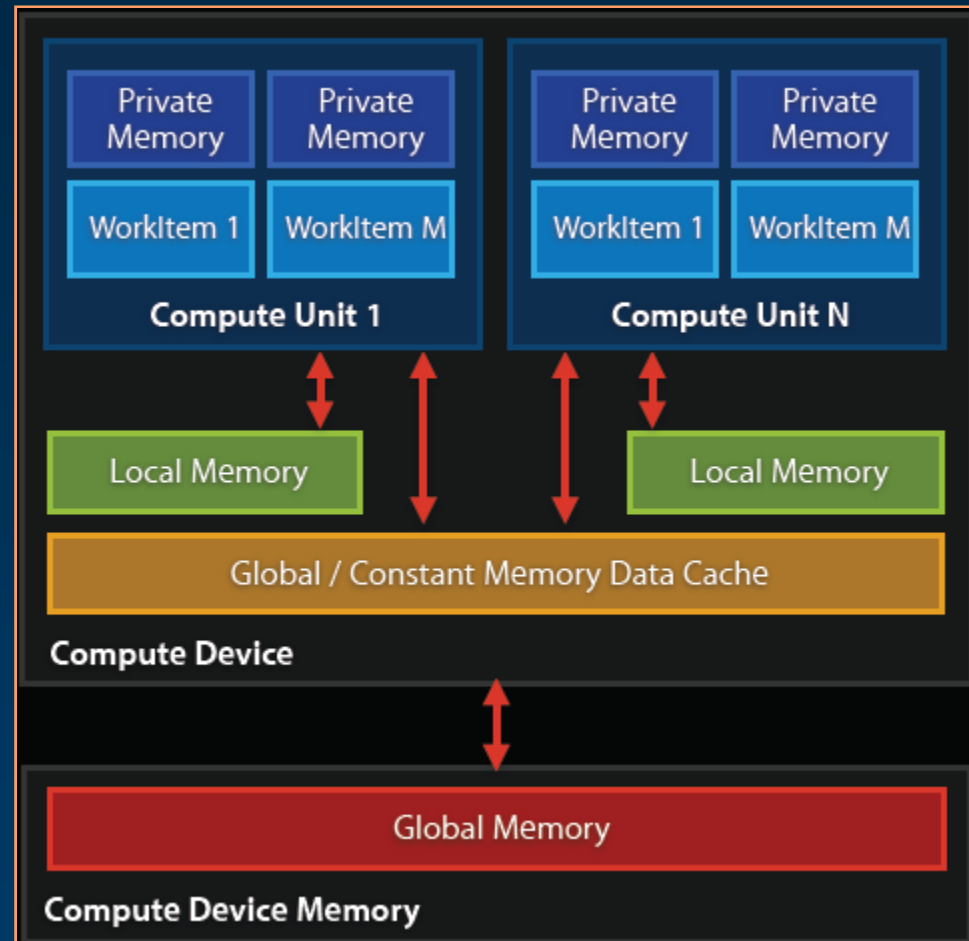 Private
Memory
Private
Memory
Private
Memory
Private
Memory
WorkItem 1
WorkItem M
WorkItem 1
WorkItem M
Compute Unit 1
Compute Unit N
Local Memory
Local Memory
Global / Constant Memory Data Cache
Compute Device
Global Memory
Compute Device Memory